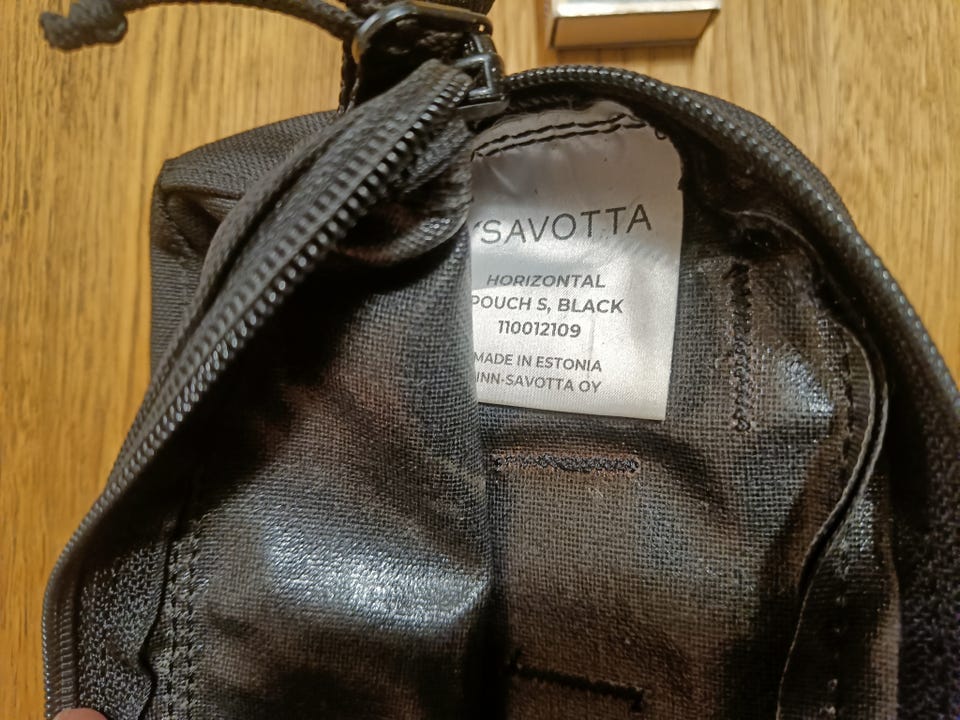 SAVOTTA
HORIZONTAL
POUCH S, BLACK
110012109
MADE IN ESTONIA
INN-SAVOTTA OY